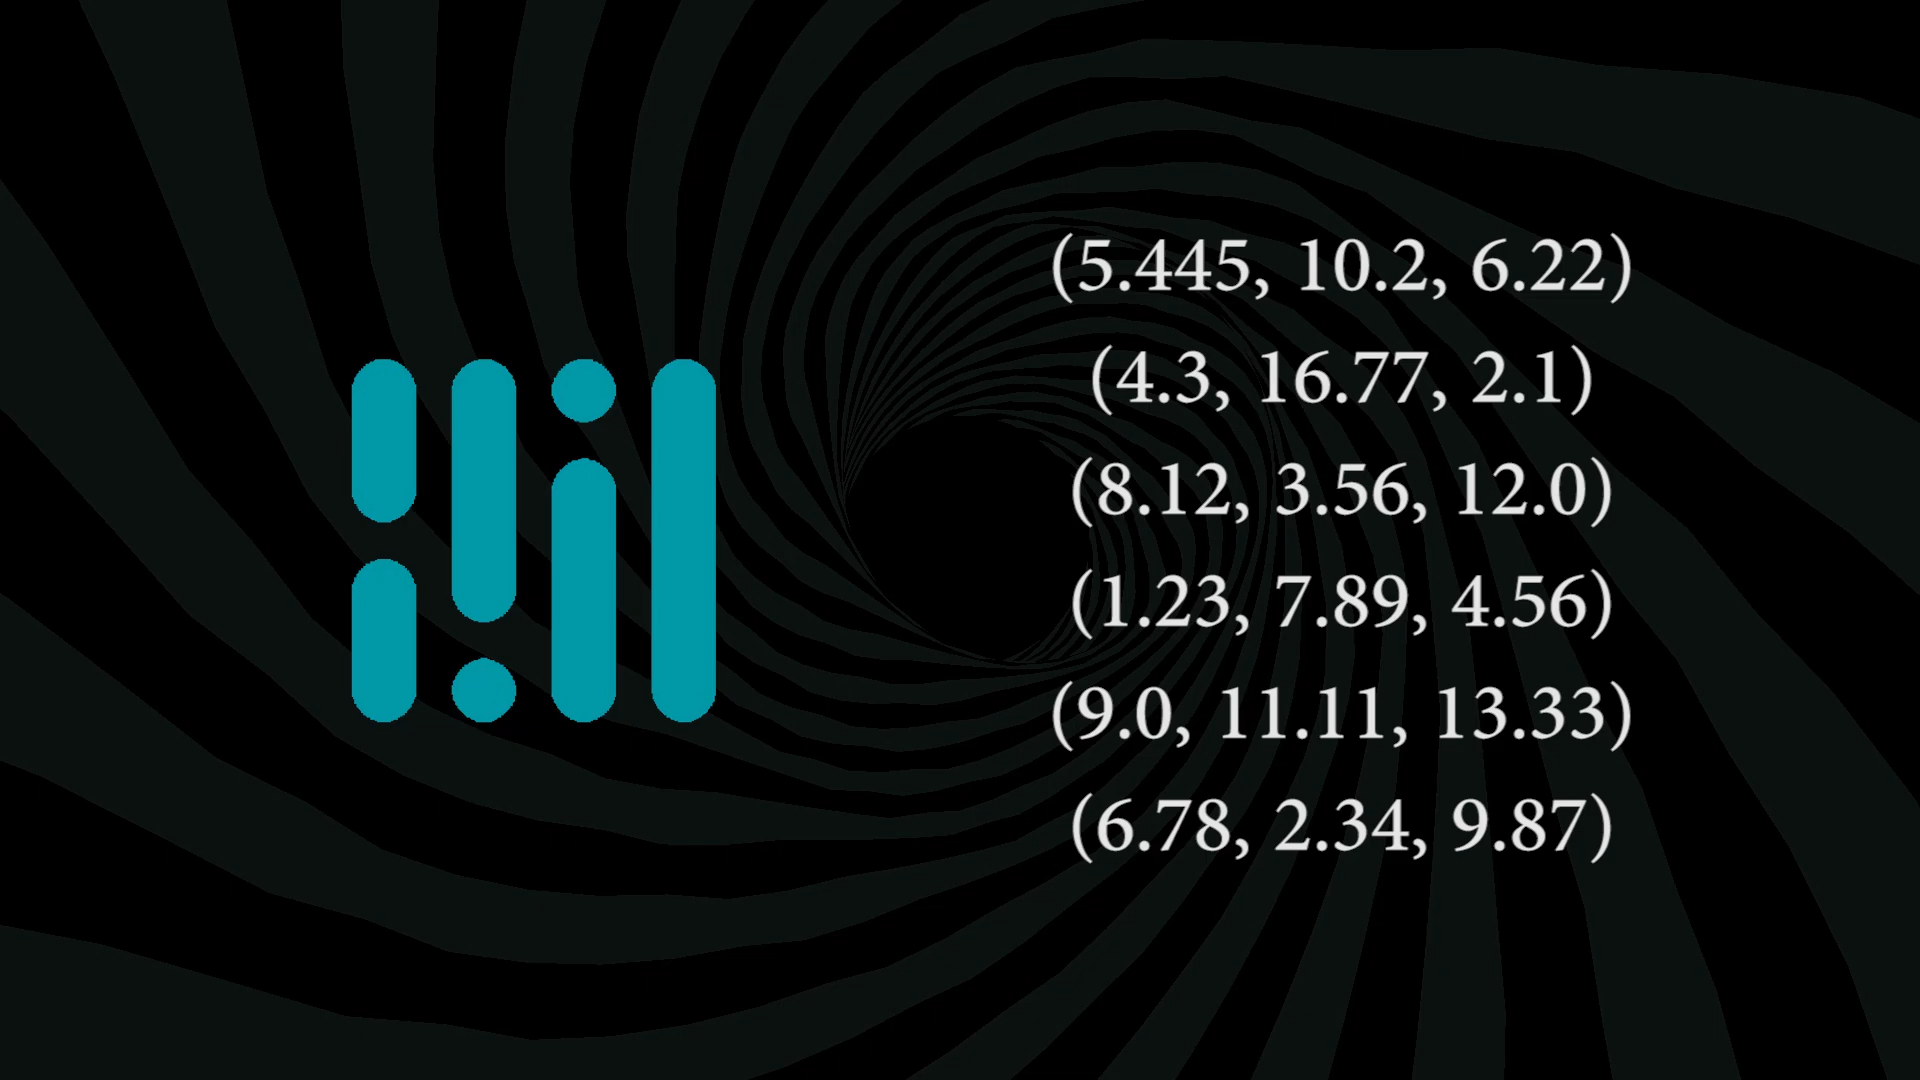 (5.445, 10.2, 6.22)
(4.3, 16.77, 2.1)
(8.12, 3.56, 12.0)
(1.23, 7.89, 4.56)
(9.0, 11.11, 13.33)
(6.78, 2.34, 9.87)